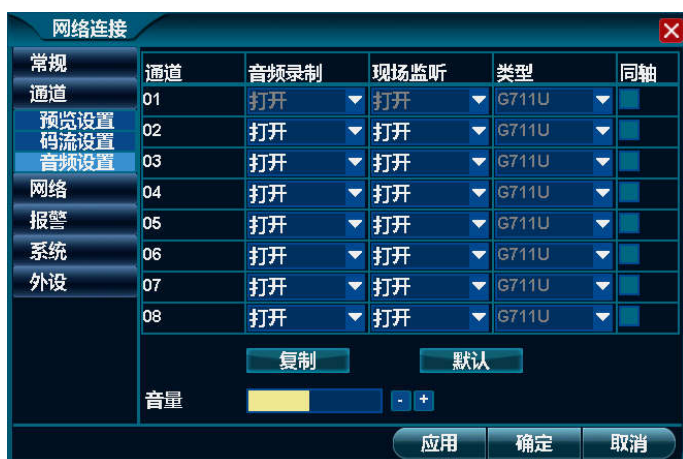 网络连接
常规
通道
预览设置
码流设置
音频设置
网络
报警
系统
外设
通道 音频录制 现场监听 类型 同轴
01 打开 打开 G711U
02 打开 打开 G711U
03 打开 打开 G711U
04 打开 打开 G711U
05 打开 打开 G711U
06 打开 打开 G711U
07 打开 打开 G711U
08 打开 打开 G711U
复制 默认
音量 - +
应用 确定 取消